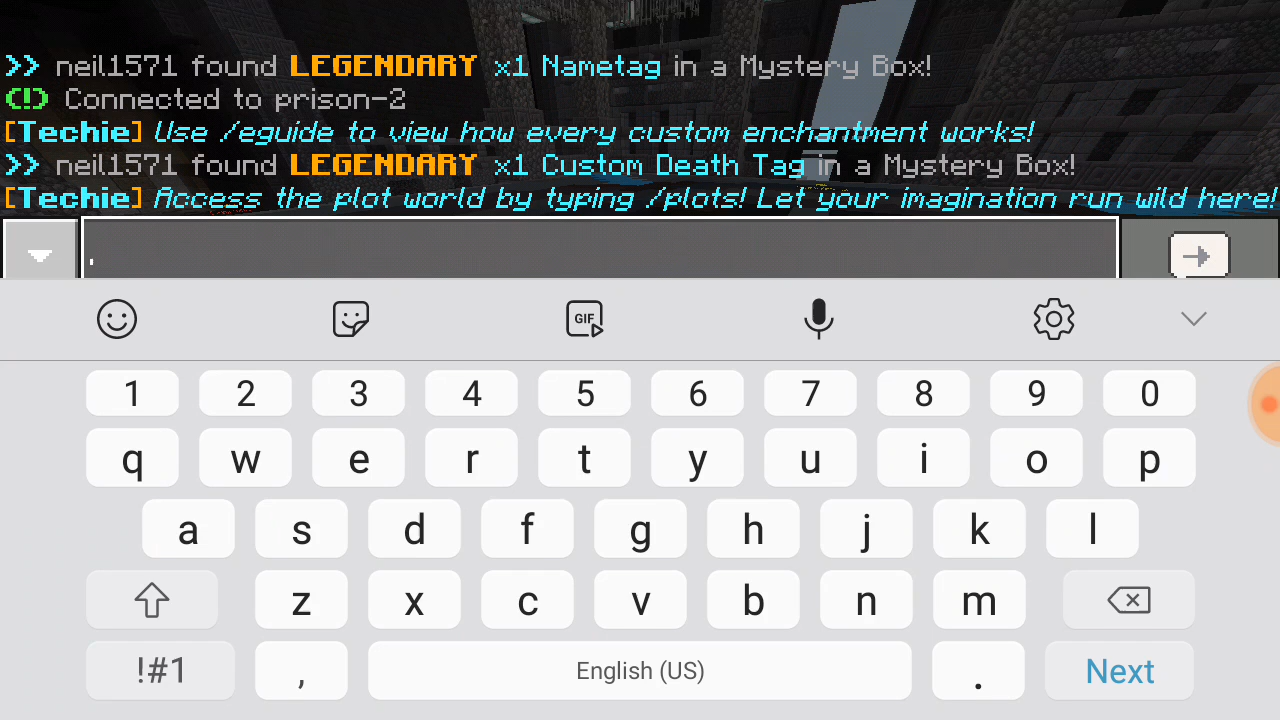 >> neil1571 found LEGENDARY x1 Nametag in a Mystery Box!
(!) Connected to prison-2
[Techie] Use /eguide to view how every custom enchantment works!
>> neil1571 found LEGENDARY x1 Custom Death Tag in a Mystery Box!
[Techie] Access the plot world by typing /plots! Let your imagination run wild here!
.
GIF
1 2 3 4 5 6 7 8 9 0
q w e r t y u i o p
a s d f g h j k l
z x c v b n m
!#1 , English (US) . Next